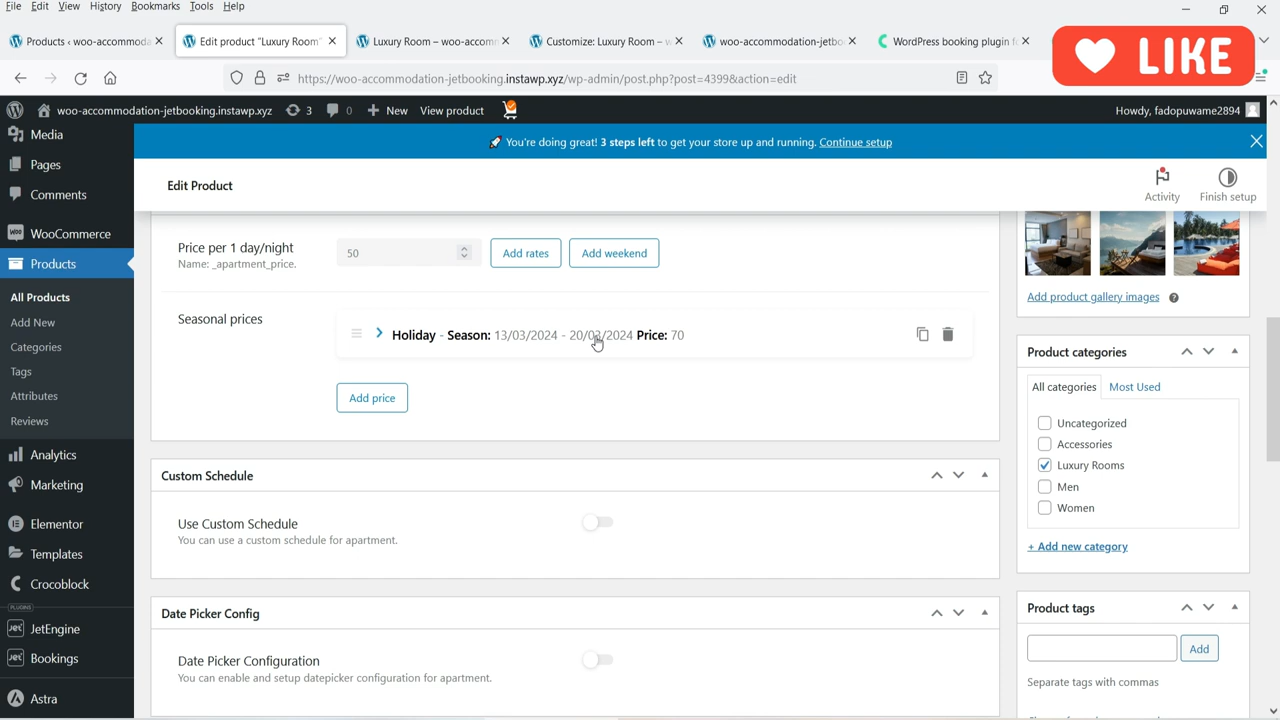 File Edit View History Bookmarks Tools Help
Products ‹ woo-accommoda Edit product "Luxury Room" Luxury Room – woo-accomm Customize: Luxury Room – w woo-accommodation-jetbo WordPress booking plugin f
LIKE
https://woo-accommodation-jetbooking.instawp.xyz/wp-admin/post.php?post=4399&action=edit
woo-accommodation-jetbooking.instawp.xyz 3 0 New View product Howdy, fadopuwame2894
You're doing great! 3 steps left to get your store up and running. Continue setup
Edit Product
Activity Finish setup
Media
Pages
Comments
WooCommerce
Products
All Products
Add New
Categories
Tags
Attributes
Reviews
Analytics
Marketing
Elementor
Templates
Crocoblock
PLUGINS
JetEngine
Bookings
Astra
Price per 1 day/night
Name: _apartment_price.
50
Add rates Add weekend
Seasonal prices
Holiday - Season: 13/03/2024 - 20/03/2024 Price: 70
Add price
Custom Schedule
Use Custom Schedule
You can use a custom schedule for apartment.
Date Picker Config
Date Picker Configuration
You can enable and setup datepicker configuration for apartment.
Add product gallery images ?
Product categories
All categories Most Used
Uncategorized
Accessories
Luxury Rooms
Men
Women
+ Add new category
Product tags
Add
Separate tags with commas